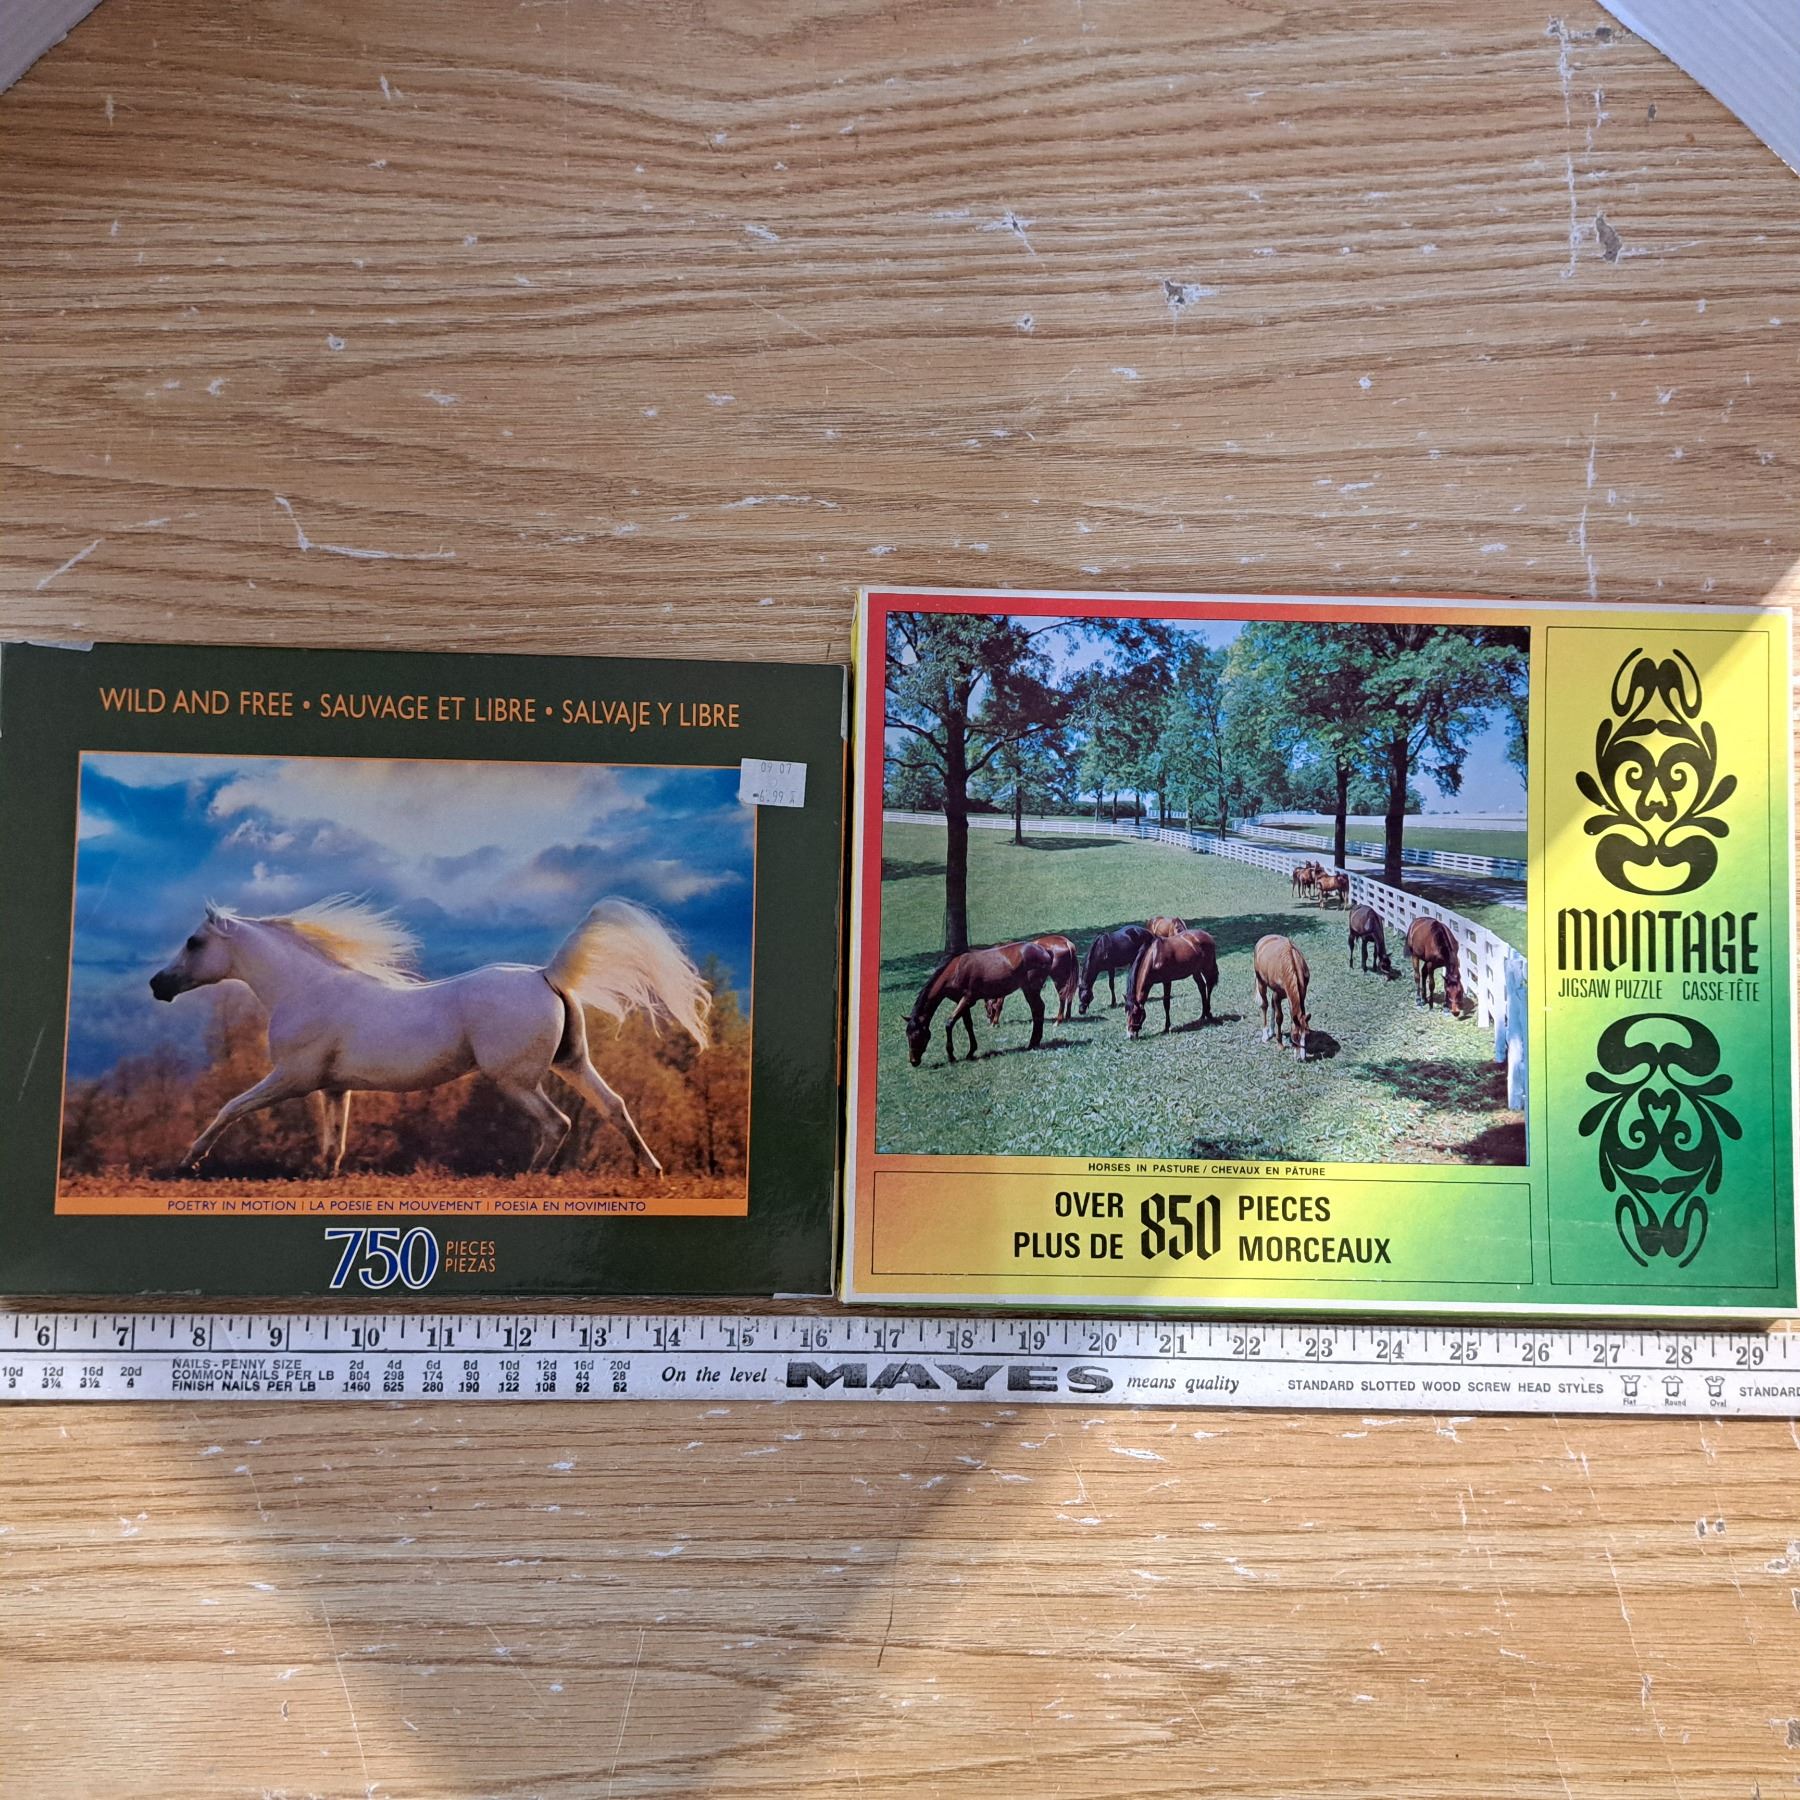 WILD AND FREE • SAUVAGE ET LIBRE • SALVAJE Y LIBRE
09 07
6.99
POETRY IN MOTION | LA POESIE EN MOUVEMENT | POESÍA EN MOVIMIENTO
750 PIECES
PIEZAS
MONTAGE
JIGSAW PUZZLE CASSE-TÊTE
HORSES IN PASTURE / CHEVAUX EN PÂTURE
OVER 850 PIECES
PLUS DE MORCEAUX
6 7 8 9 10 11 12 13 14 15 16 17 18 19 20 21 22 23 24 25 26 27 28 29
10d 12d 16d 20d
3 3¼ 3½ 4
NAILS - PENNY SIZE 2d 4d 6d 8d 10d 12d 16d 20d
COMMON NAILS PER LB 804 298 174 90 62 58 44 28
FINISH NAILS PER LB 1460 625 280 190 122 108 92 62
On the level MAYES means quality
STANDARD SLOTTED WOOD SCREW HEAD STYLES
Flat Round Oval
STANDARD